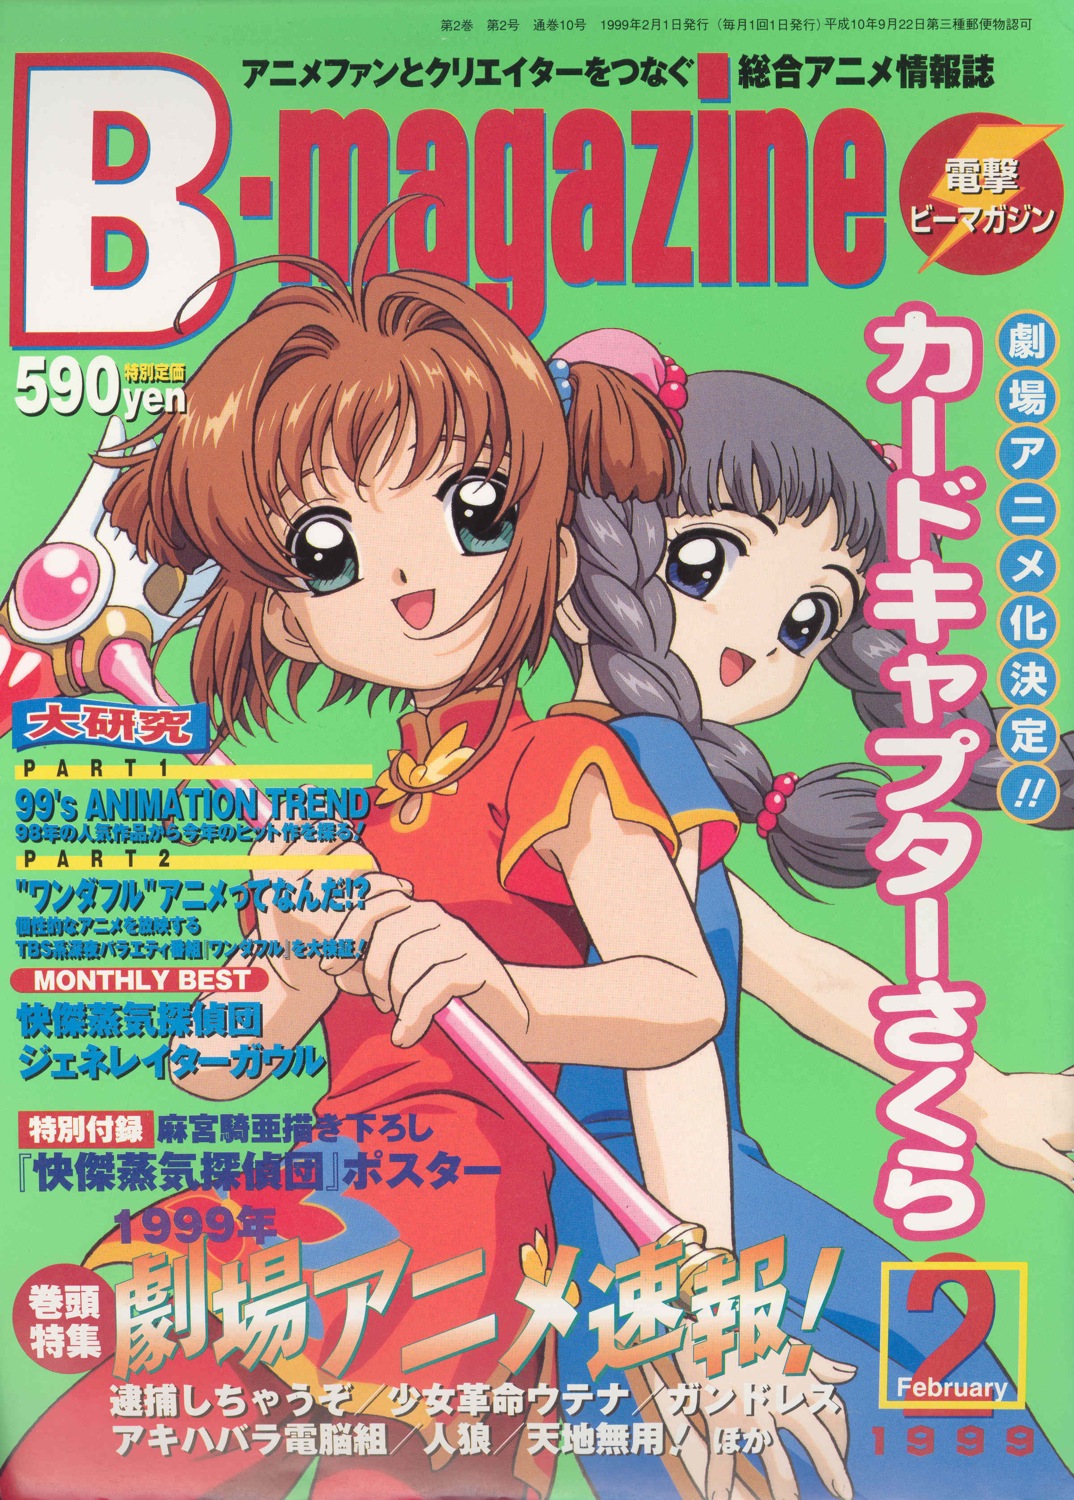 第2巻 第2号 通巻10号 1999年2月1日発行（毎月1回1日発行）平成10年9月22日第三種郵便物認可
アニメファンとクリエイターをつなぐ 総合アニメ情報誌
B-magazine
DD
DD
電撃
ビーマガジン
590yen
特別定価
劇場アニメ化決定!!
カードキャプターさくら
大研究
PART1
99's ANIMATION TREND
98年の人気作品から今年のヒット作を探る!
PART2
"ワンダフル"アニメってなんだ!?
個性的なアニメを放映する
TBS系深夜バラエティ番組『ワンダフル』を大検証!
MONTHLY BEST
快傑蒸気探偵団
ジェネレイターガウル
特別付録 麻宮騎亜描き下ろし
『快傑蒸気探偵団』ポスター
1999年
巻頭
特集
劇場アニメ速報!
逮捕しちゃうぞ／少女革命ウテナ／ガンドレス
アキハバラ電脳組／人狼／天地無用! ほか
2
February
1999